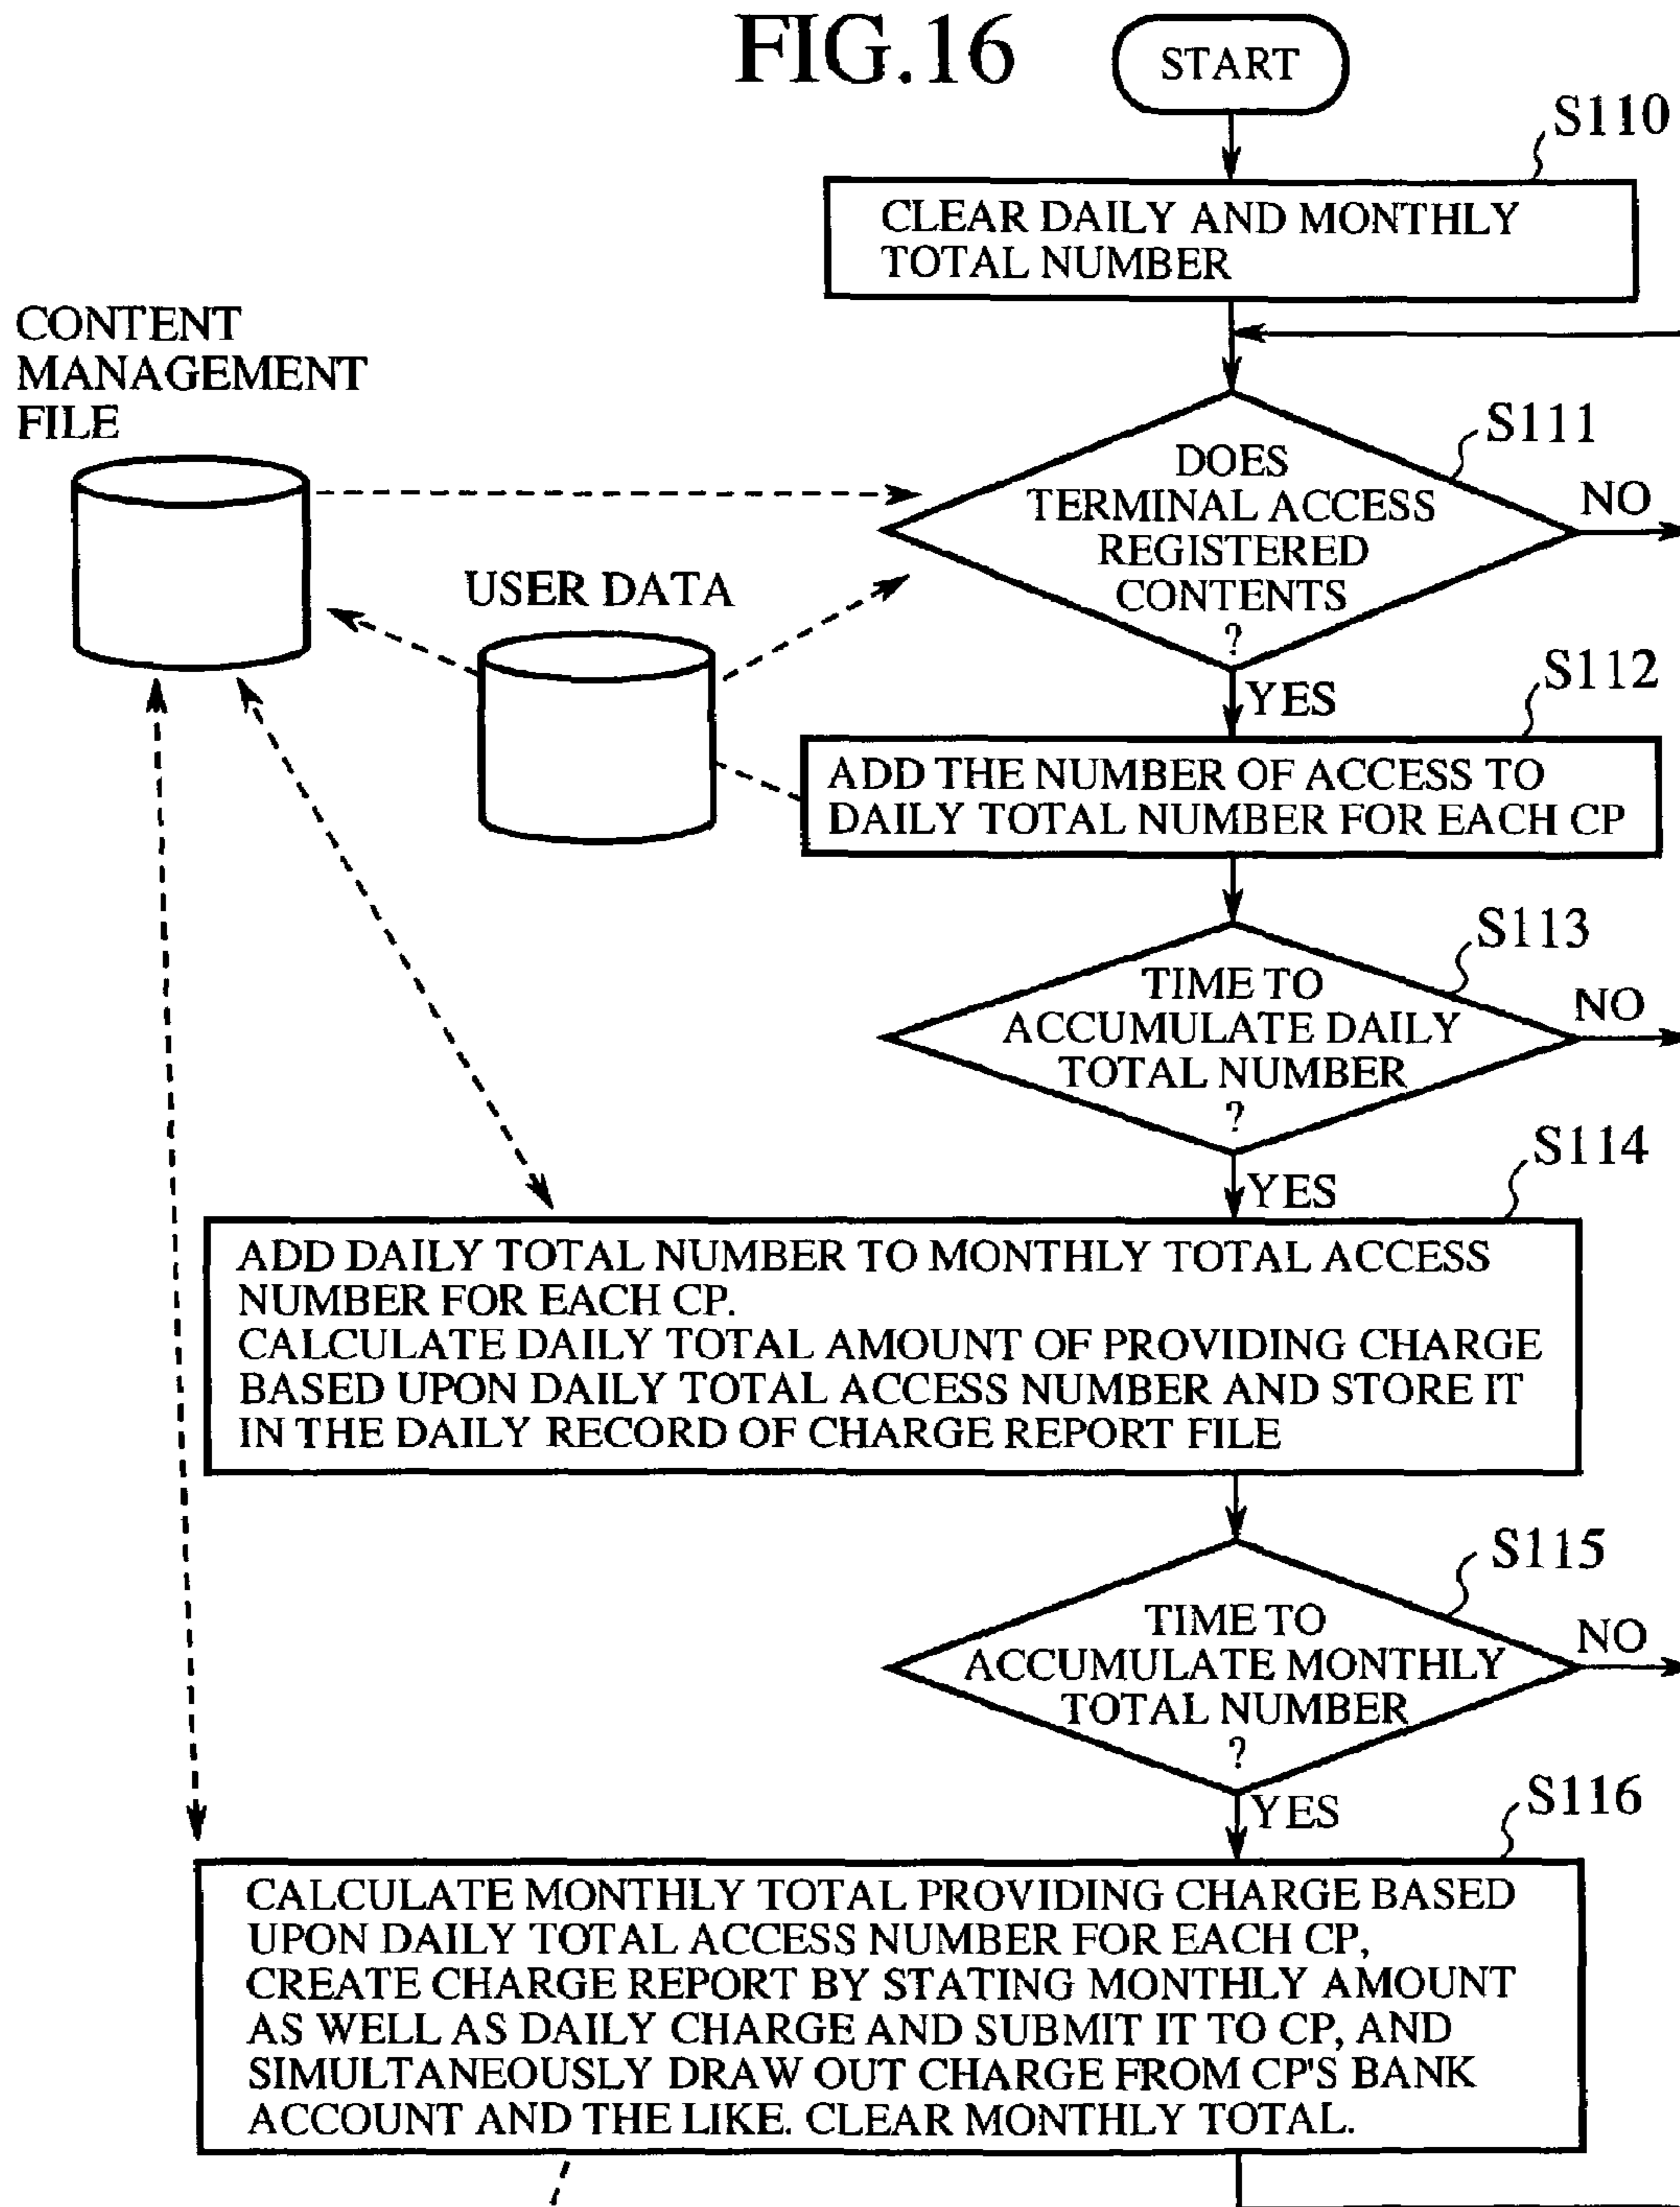 FIG.16
START
S110
CLEAR DAILY AND MONTHLY
TOTAL NUMBER
CONTENT
MANAGEMENT
FILE
S111
DOES
TERMINAL ACCESS
REGISTERED
CONTENTS
?
NO
USER DATA
YES
S112
ADD THE NUMBER OF ACCESS TO
DAILY TOTAL NUMBER FOR EACH CP
S113
TIME TO
ACCUMULATE DAILY
TOTAL NUMBER
?
NO
YES
S114
ADD DAILY TOTAL NUMBER TO MONTHLY TOTAL ACCESS
NUMBER FOR EACH CP.
CALCULATE DAILY TOTAL AMOUNT OF PROVIDING CHARGE
BASED UPON DAILY TOTAL ACCESS NUMBER AND STORE IT
IN THE DAILY RECORD OF CHARGE REPORT FILE
S115
TIME TO
ACCUMULATE MONTHLY
TOTAL NUMBER
?
NO
YES
S116
CALCULATE MONTHLY TOTAL PROVIDING CHARGE BASED
UPON DAILY TOTAL ACCESS NUMBER FOR EACH CP,
CREATE CHARGE REPORT BY STATING MONTHLY AMOUNT
AS WELL AS DAILY CHARGE AND SUBMIT IT TO CP, AND
SIMULTANEOUSLY DRAW OUT CHARGE FROM CP'S BANK
ACCOUNT AND THE LIKE. CLEAR MONTHLY TOTAL.